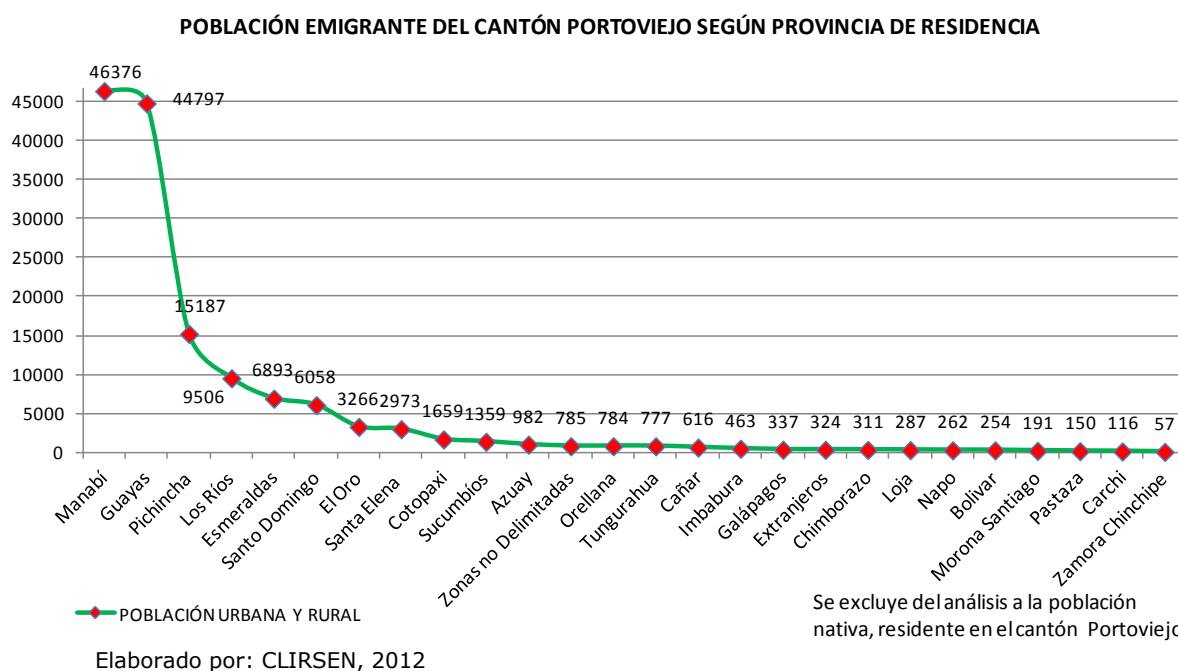 POBLACIÓN EMIGRANTE DEL CANTÓN PORTOVIEJO SEGÚN PROVINCIA DE RESIDENCIA
46376
44797
15187
9506
6893
6058
3266
2973
1659
1359
982
785
784
777
616
463
337
324
311
287
262
254
191
150
116
57
45000
40000
35000
30000
25000
20000
15000
10000
5000
0
Manabí
Guayas
Pichincha
Los Ríos
Esmeraldas
Santo Domingo
El Oro
Santa Elena
Cotopaxi
Sucumbíos
Azuay
Zonas no Delimitadas
Orellana
Tungurahua
Cañar
Imbabura
Galápagos
Extranjeros
Chimborazo
Loja
Napo
Bolívar
Morona Santiago
Pastaza
Carchi
Zamora Chinchipe
POBLACIÓN URBANA Y RURAL
Se excluye del análisis a la población
nativa, residente en el cantón Portoviejo
Elaborado por: CLIRSEN, 2012